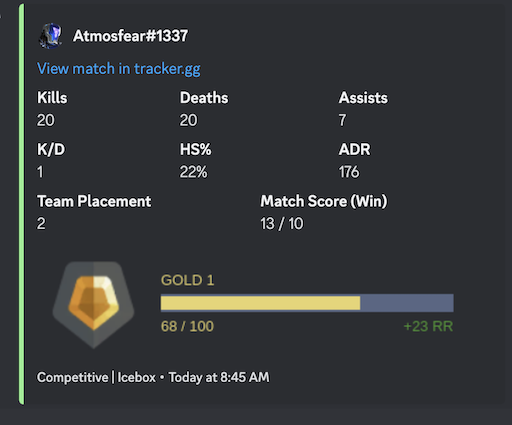 Atmosfear#1337
View match in tracker.gg
Kills Deaths Assists
20 20 7
K/D HS% ADR
1 22% 176
Team Placement Match Score (Win)
2 13 / 10
GOLD 1
68 / 100 +23 RR
Competitive | Icebox • Today at 8:45 AM